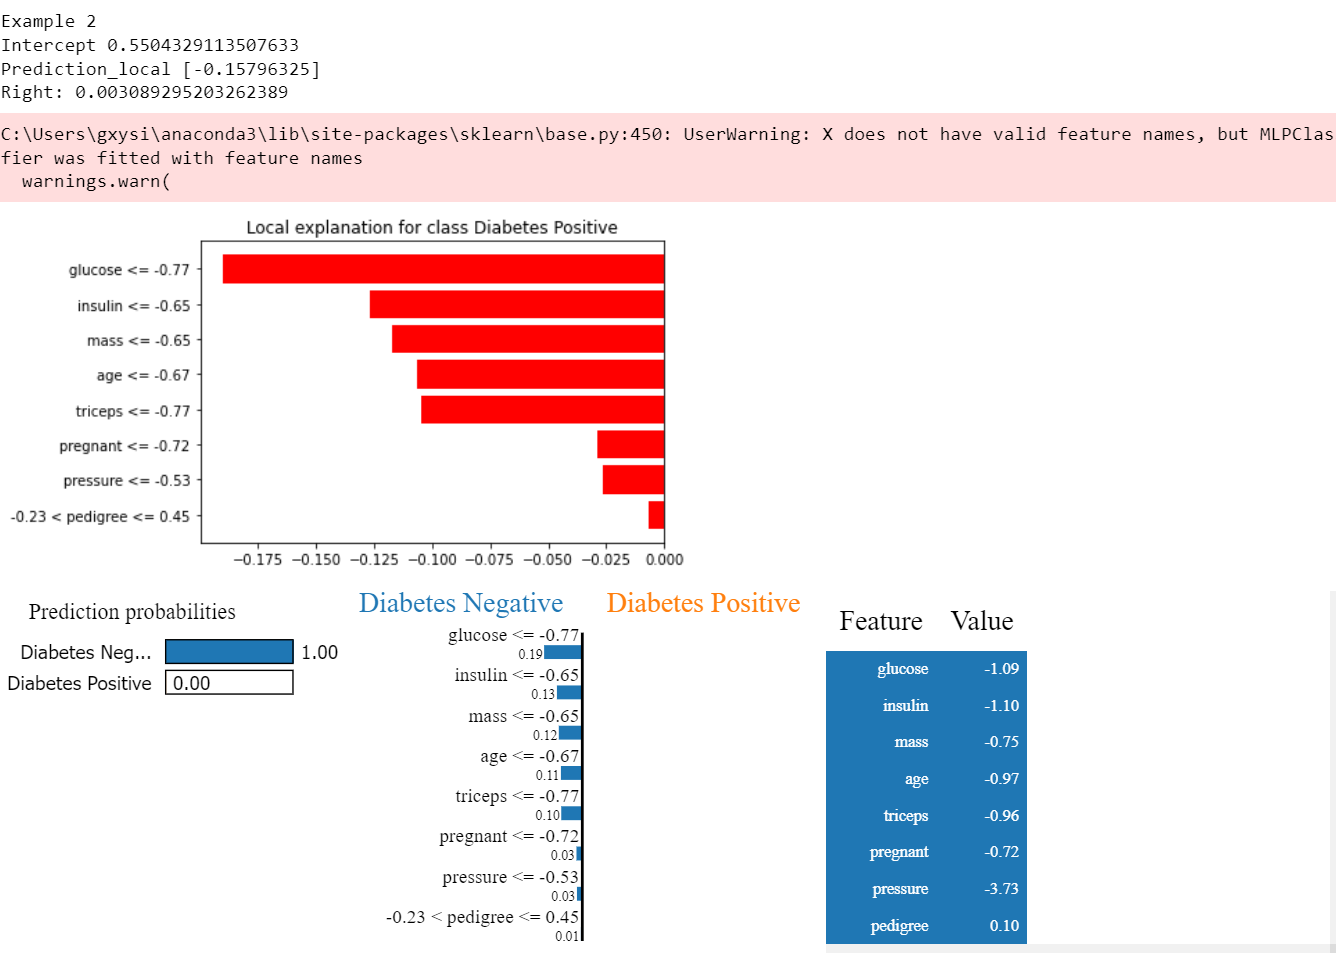 Example 2
Intercept 0.5504329113507633
Prediction_local [-0.15796325]
Right: 0.003089295203262389
C:\Users\gxysi\anaconda3\lib\site-packages\sklearn\base.py:450: UserWarning: X does not have valid feature names, but MLPClas
fier was fitted with feature names
warnings.warn(
Local explanation for class Diabetes Positive
glucose <= -0.77
insulin <= -0.65
mass <= -0.65
age <= -0.67
triceps <= -0.77
pregnant <= -0.72
pressure <= -0.53
-0.23 < pedigree <= 0.45
−0.175 −0.150 −0.125 −0.100 −0.075 −0.050 −0.025 0.000
Prediction probabilities
Diabetes Neg... 1.00
Diabetes Positive 0.00
Diabetes Negative Diabetes Positive
glucose <= -0.77
0.19
insulin <= -0.65
0.13
mass <= -0.65
0.12
age <= -0.67
0.11
triceps <= -0.77
0.10
pregnant <= -0.72
0.03
pressure <= -0.53
0.03
-0.23 < pedigree <= 0.45
0.01
Feature Value
glucose -1.09
insulin -1.10
mass -0.75
age -0.97
triceps -0.96
pregnant -0.72
pressure -3.73
pedigree 0.10